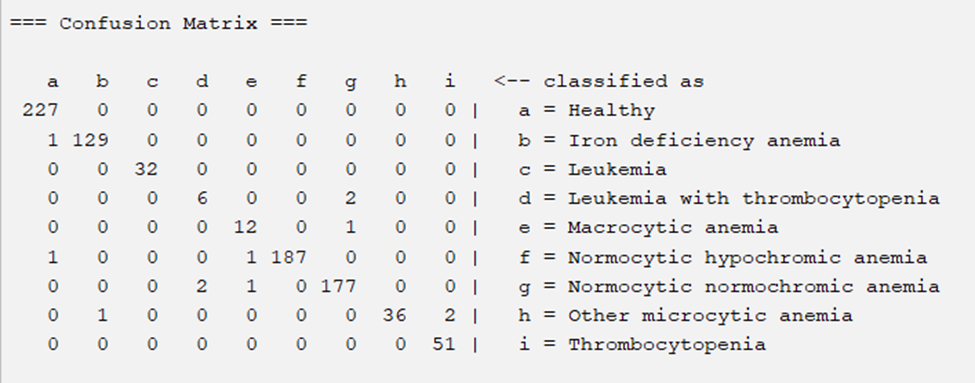 === Confusion Matrix ===
a b c d e f g h i <-- classified as
227 0 0 0 0 0 0 0 0 | a = Healthy
1 129 0 0 0 0 0 0 0 | b = Iron deficiency anemia
0 0 32 0 0 0 0 0 0 | c = Leukemia
0 0 0 6 0 0 2 0 0 | d = Leukemia with thrombocytopenia
0 0 0 0 12 0 1 0 0 | e = Macrocytic anemia
1 0 0 0 1 187 0 0 0 | f = Normocytic hypochromic anemia
0 0 0 2 1 0 177 0 0 | g = Normocytic normochromic anemia
0 1 0 0 0 0 0 36 2 | h = Other microcytic anemia
0 0 0 0 0 0 0 0 51 | i = Thrombocytopenia